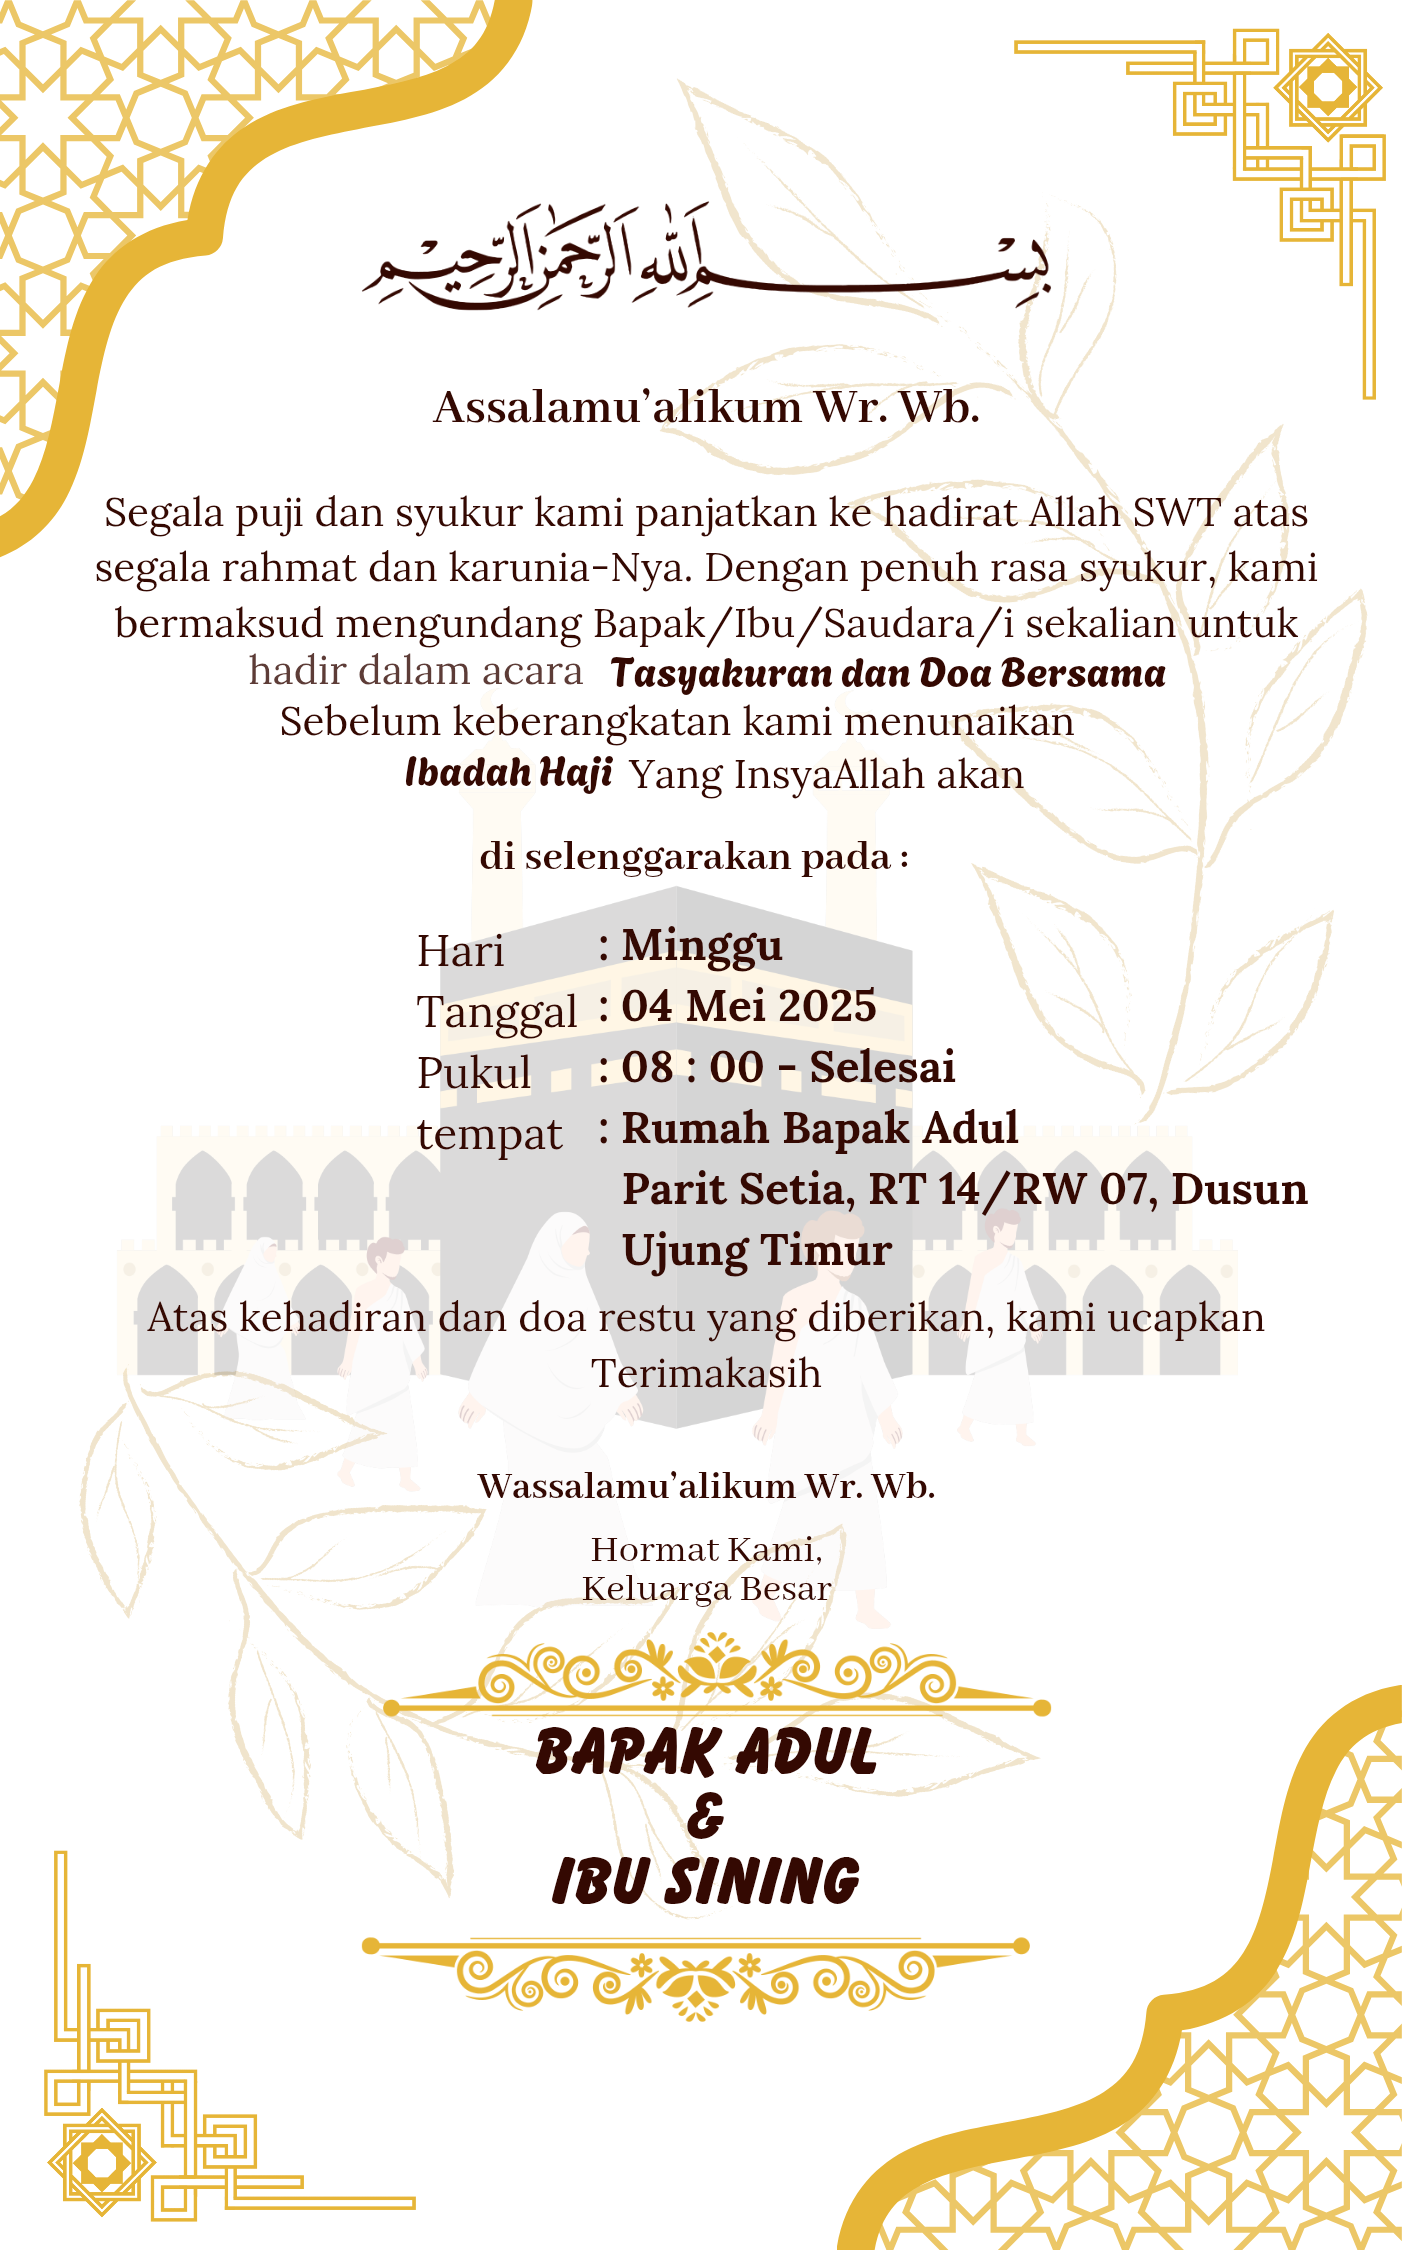 بِسْمِ اللهِ الرَّحْمٰنِ الرَّحِيْمِ
Assalamu’alikum Wr. Wb.
Segala puji dan syukur kami panjatkan ke hadirat Allah SWT atas
segala rahmat dan karunia-Nya. Dengan penuh rasa syukur, kami
bermaksud mengundang Bapak/Ibu/Saudara/i sekalian untuk
hadir dalam acara Tasyakuran dan Doa Bersama
Sebelum keberangkatan kami menunaikan
Ibadah Haji Yang InsyaAllah akan
di selenggarakan pada :
Hari : Minggu
Tanggal : 04 Mei 2025
Pukul : 08 : 00 - Selesai
tempat : Rumah Bapak Adul
Parit Setia, RT 14/RW 07, Dusun
Ujung Timur
Atas kehadiran dan doa restu yang diberikan, kami ucapkan
Terimakasih
Wassalamu’alikum Wr. Wb.
Hormat Kami,
Keluarga Besar
BAPAK ADUL
&
IBU SINING